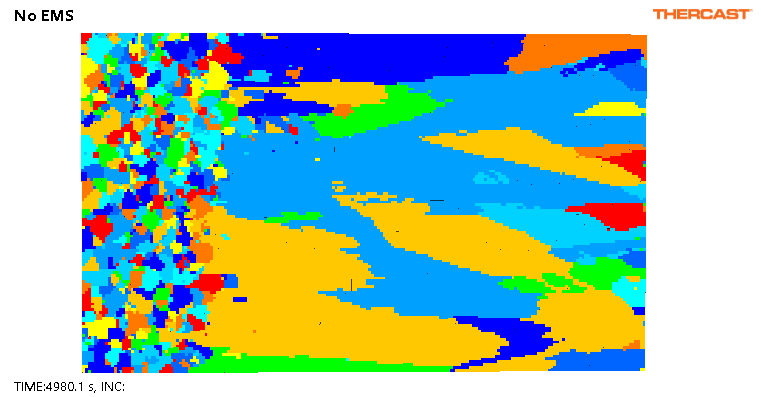 No EMS
THERCAST
TIME:4980.1 s, INC: